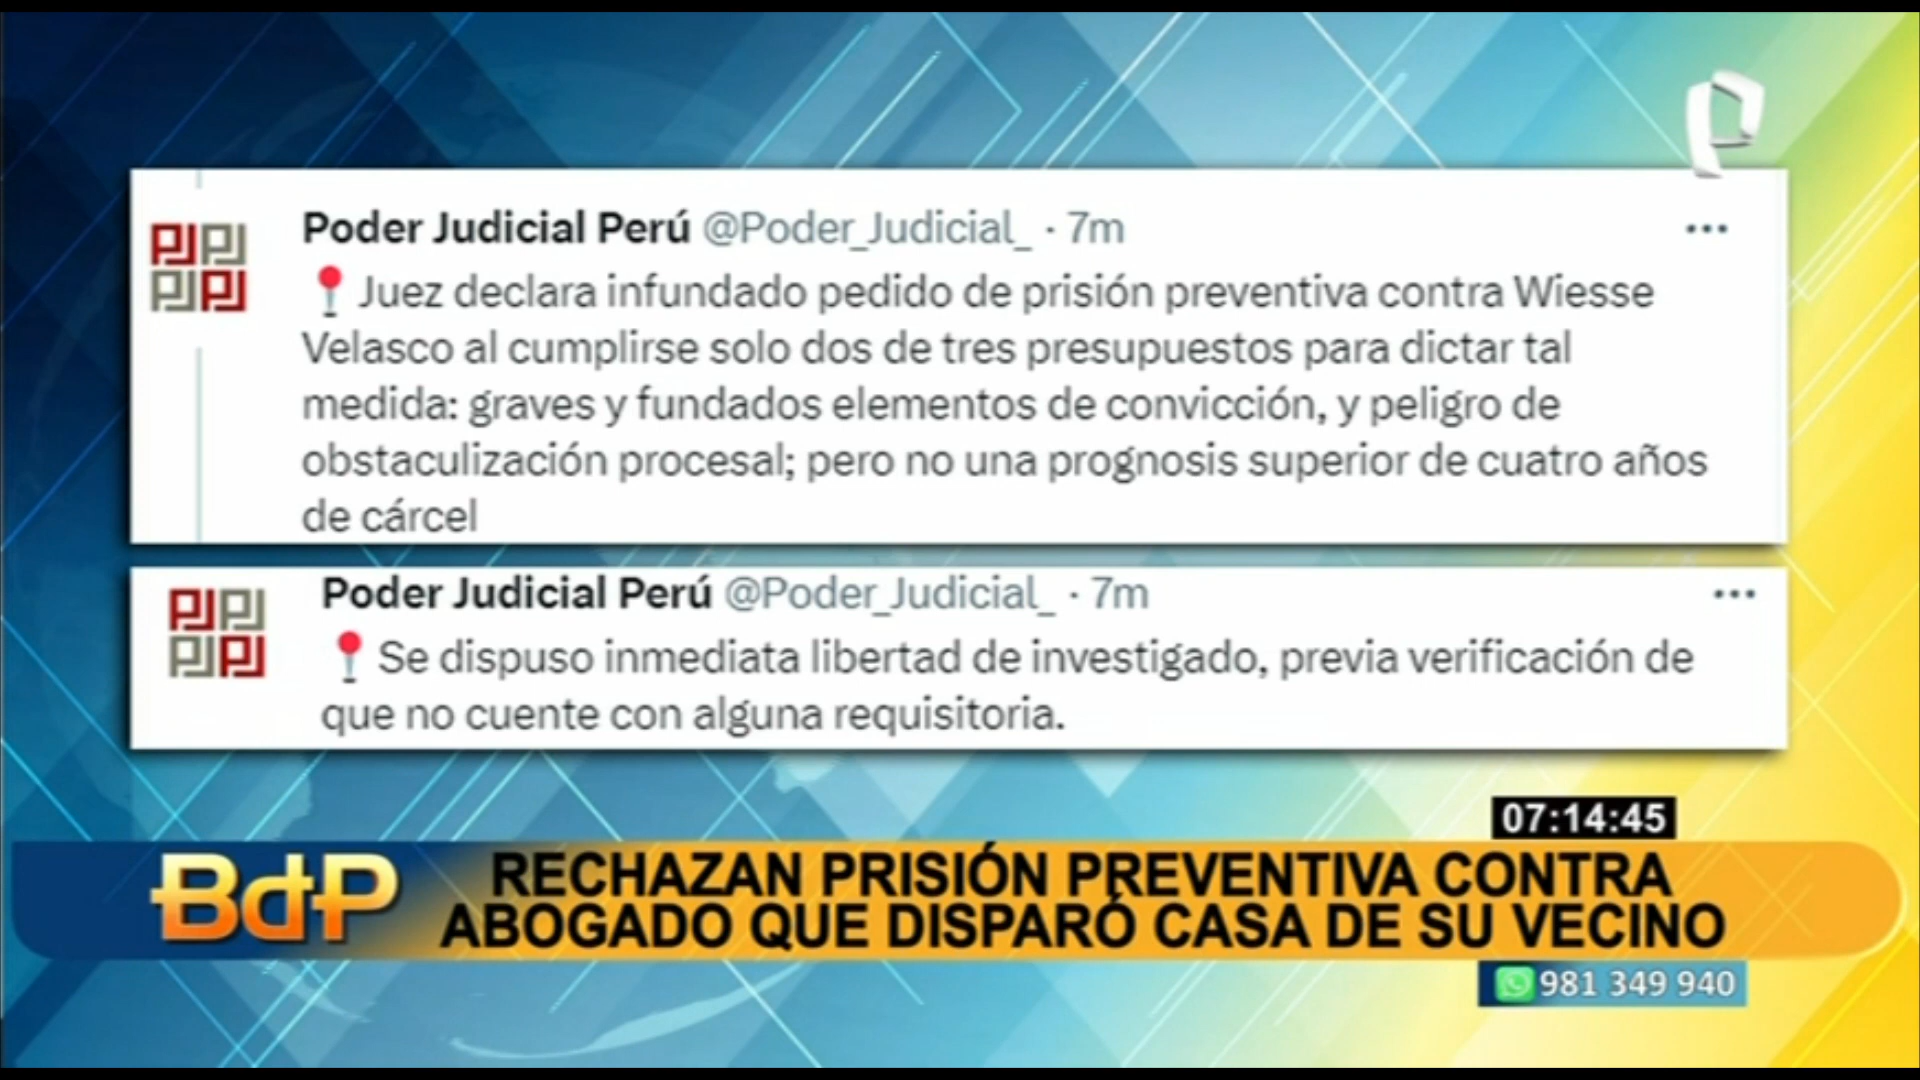 Poder Judicial Perú @Poder_Judicial_ · 7m
📍Juez declara infundado pedido de prisión preventiva contra Wiesse
Velasco al cumplirse solo dos de tres presupuestos para dictar tal
medida: graves y fundados elementos de convicción, y peligro de
obstaculización procesal; pero no una prognosis superior de cuatro años
de cárcel
Poder Judicial Perú @Poder_Judicial_ · 7m
📍Se dispuso inmediata libertad de investigado, previa verificación de
que no cuente con alguna requisitoria.
07:14:45
BdP
RECHAZAN PRISIÓN PREVENTIVA CONTRA
ABOGADO QUE DISPARÓ CASA DE SU VECINO
981 349 940